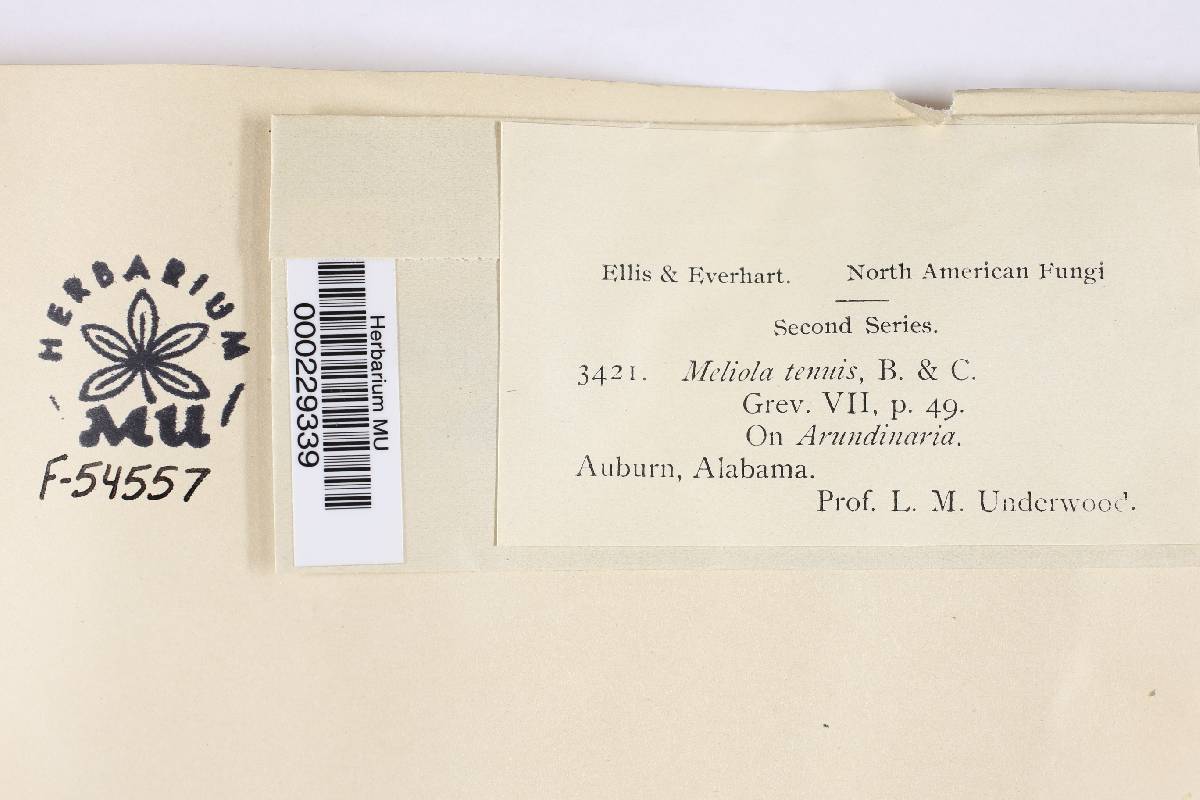 HERBARIUM
MU
F-54557
Herbarium MU
000229339
Ellis & Everhart. North American Fungi
Second Series.
3421. Meliola tenuis, B. & C.
Grev. VII, p. 49.
On Arundinaria.
Auburn, Alabama.
Prof. L. M. Underwood.